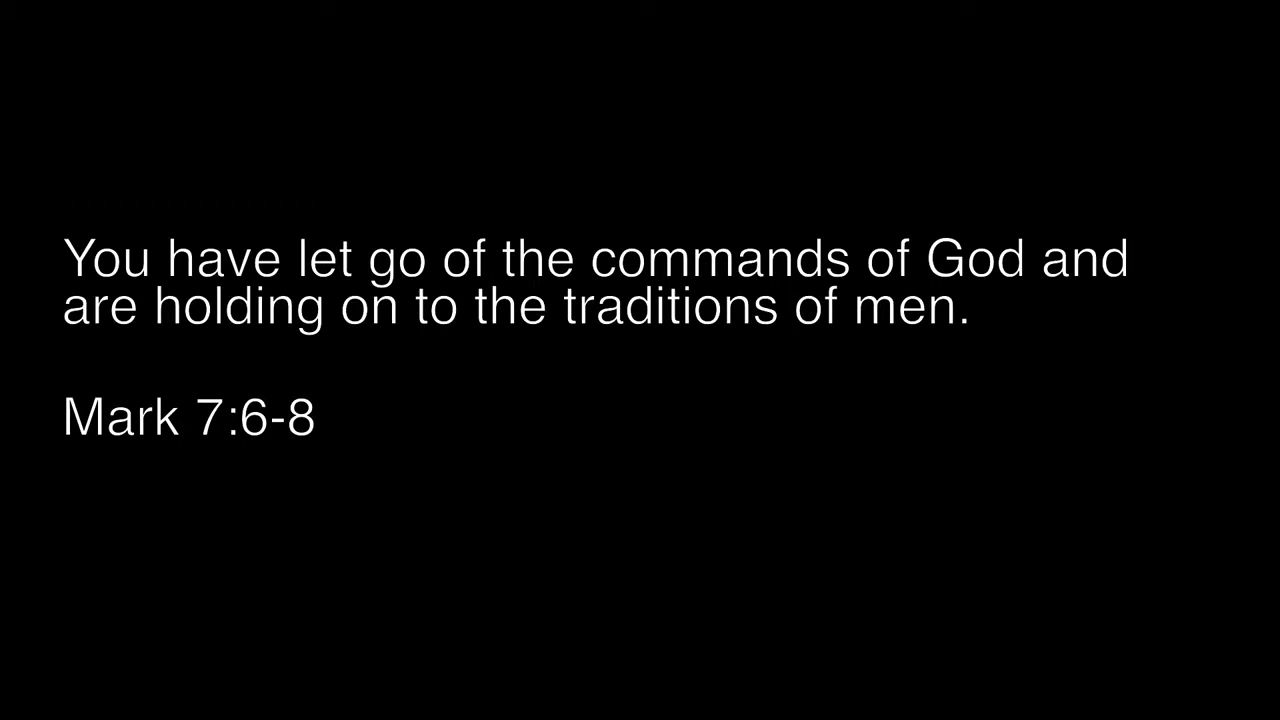 You have let go of the commands of God and
are holding on to the traditions of men.
Mark 7:6-8